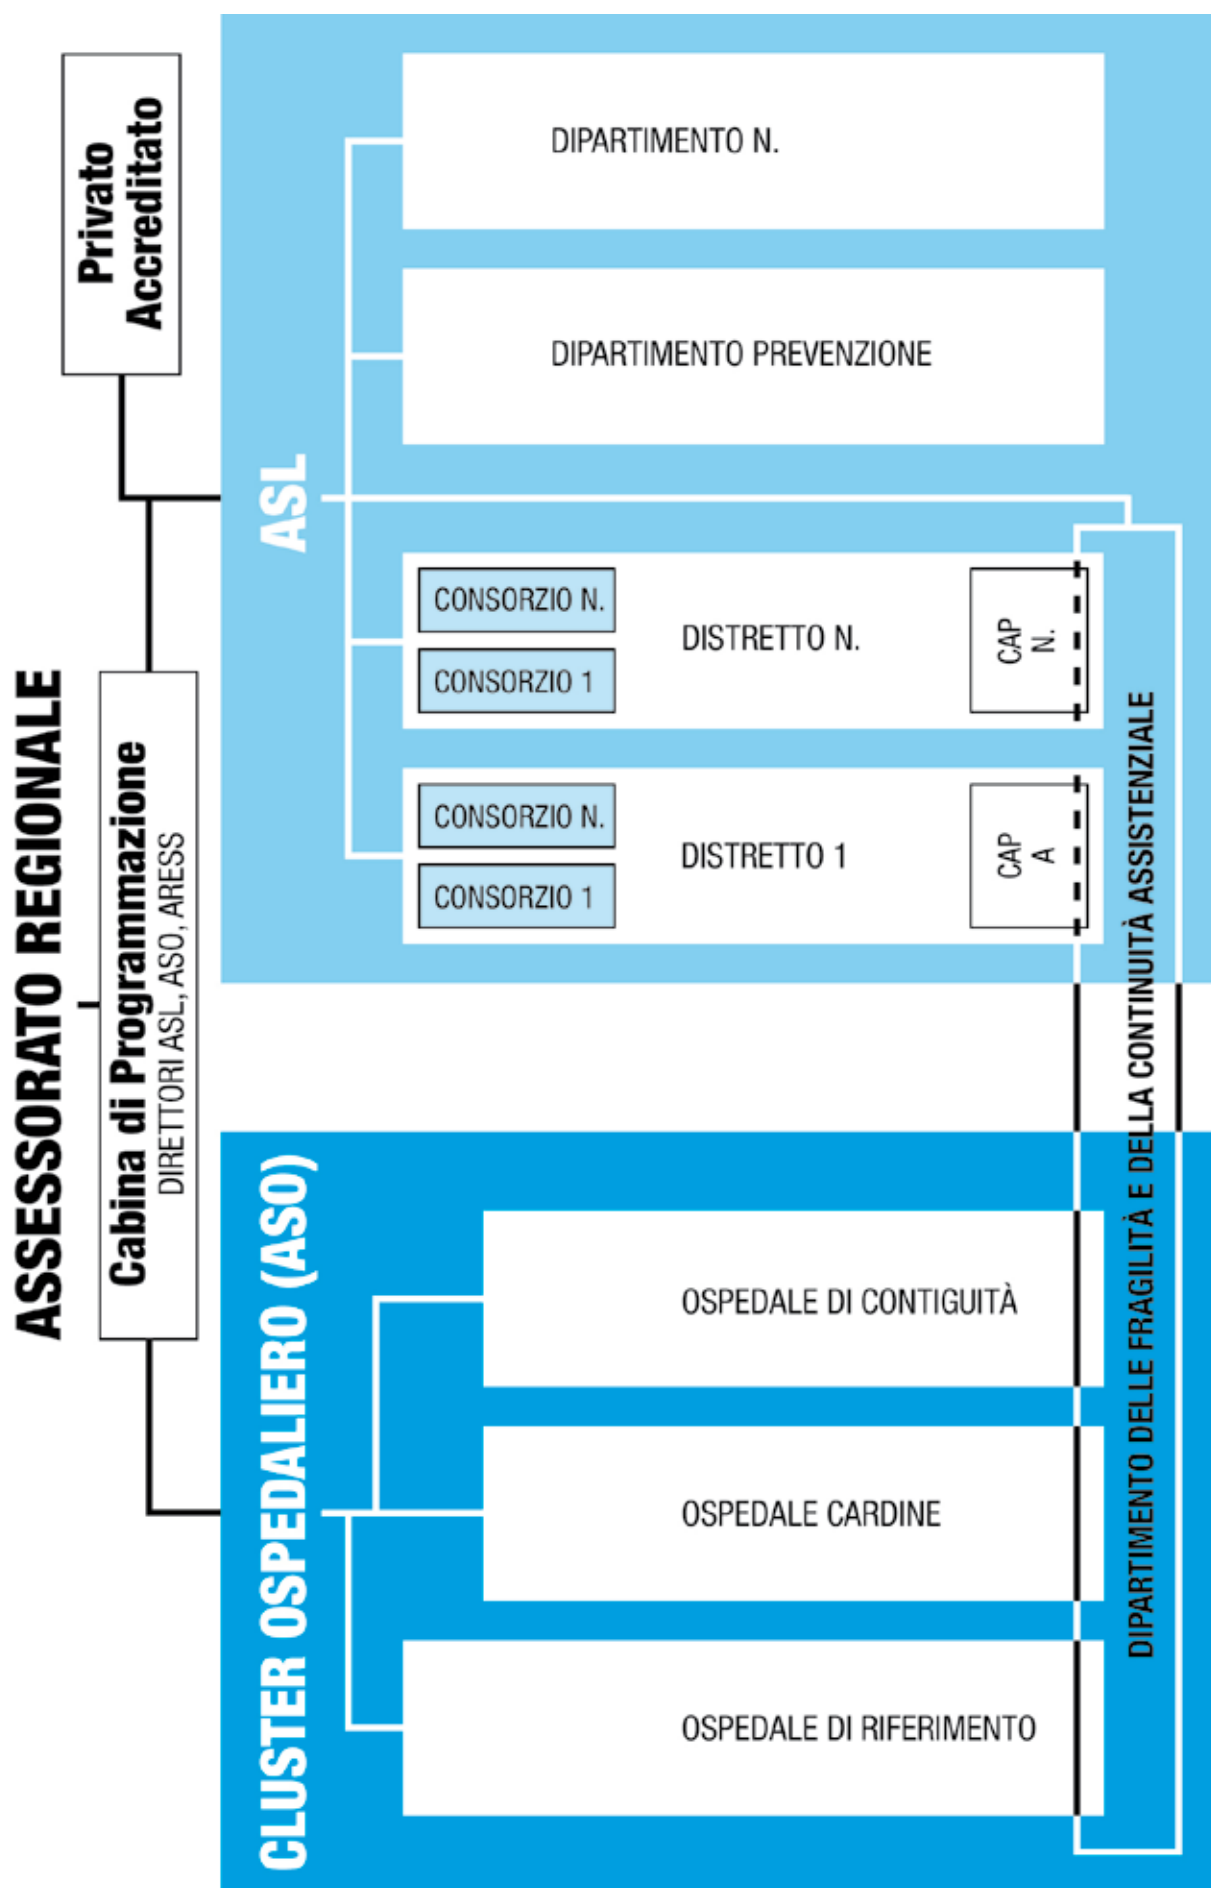 ASSESSORATO REGIONALE
Cabina di Programmazione
DIRETTORI ASL, ASO, ARESS
Privato
Accreditato
CLUSTER OSPEDALIERO (ASO)
OSPEDALE DI RIFERIMENTO
OSPEDALE CARDINE
OSPEDALE DI CONTIGUITÀ
ASL
DISTRETTO 1
CONSORZIO 1
CONSORZIO N.
CAP
A
DISTRETTO N.
CONSORZIO 1
CONSORZIO N.
CAP
N.
DIPARTIMENTO PREVENZIONE
DIPARTIMENTO N.
DIPARTIMENTO DELLE FRAGILITÀ E DELLA CONTINUITÀ ASSISTENZIALE